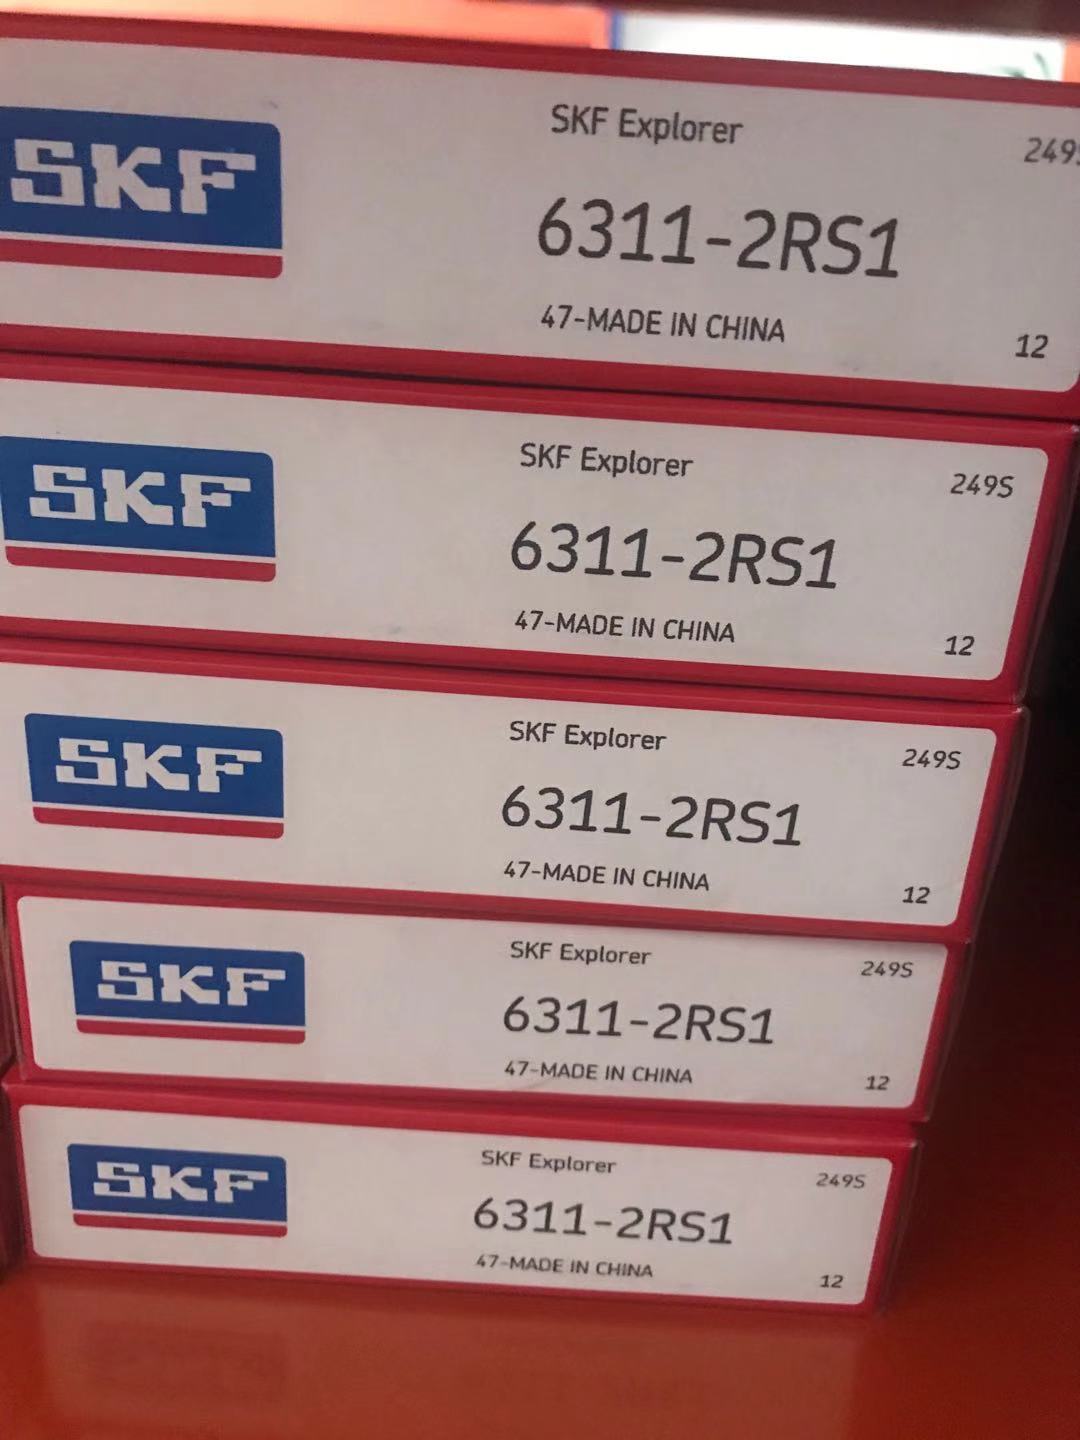 SKF
SKF Explorer
249S
6311-2RS1
47-MADE IN CHINA
12
SKF
SKF Explorer
249S
6311-2RS1
47-MADE IN CHINA
12
SKF
SKF Explorer
249S
6311-2RS1
47-MADE IN CHINA
12
SKF
SKF Explorer
249S
6311-2RS1
47-MADE IN CHINA
12
SKF
SKF Explorer
249S
6311-2RS1
47-MADE IN CHINA
12